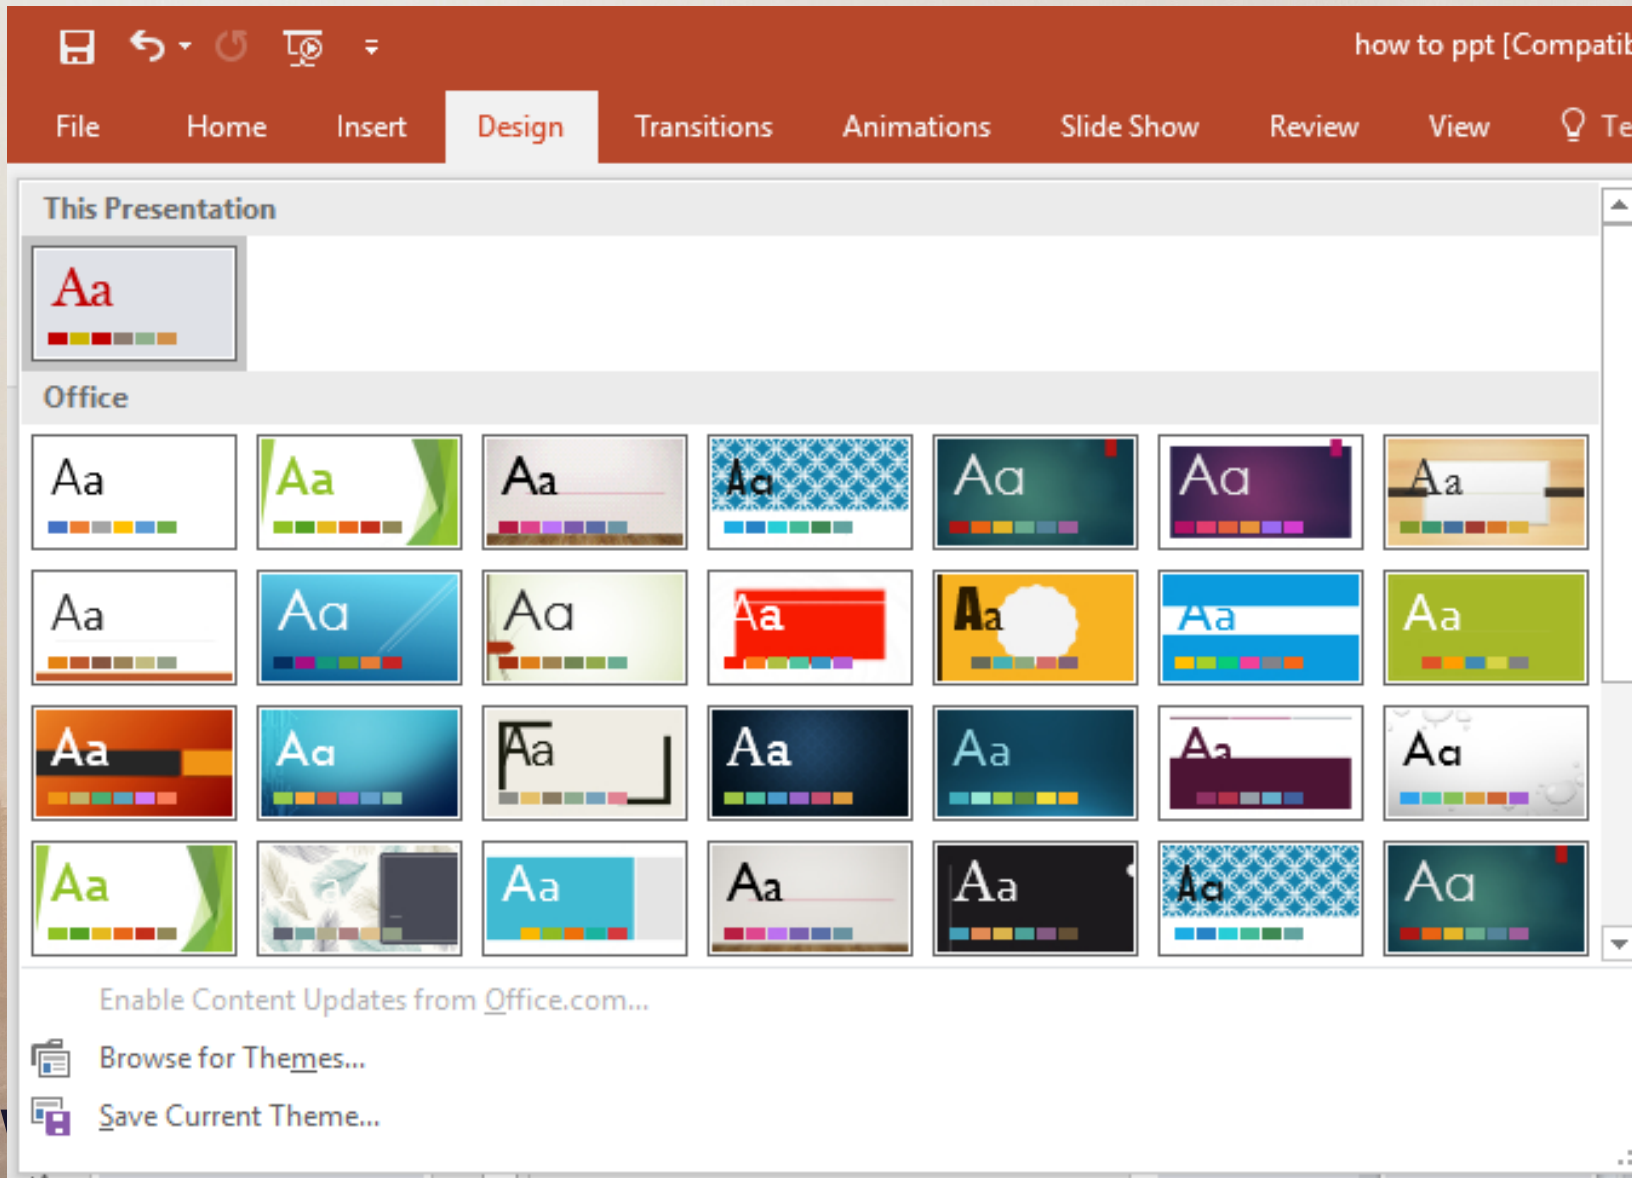 how to ppt [Compatib
File Home Insert Design Transitions Animations Slide Show Review View Te
This Presentation
Aa
Office
Aa Aa Aa Aa Aa Aa Aa
Aa Aa Aa Aa Aa Aa Aa
Aa Aa Aa Aa Aa Aa Aa
Aa Aa Aa Aa Aa Aa Aa
Enable Content Updates from Office.com...
Browse for Themes...
Save Current Theme...